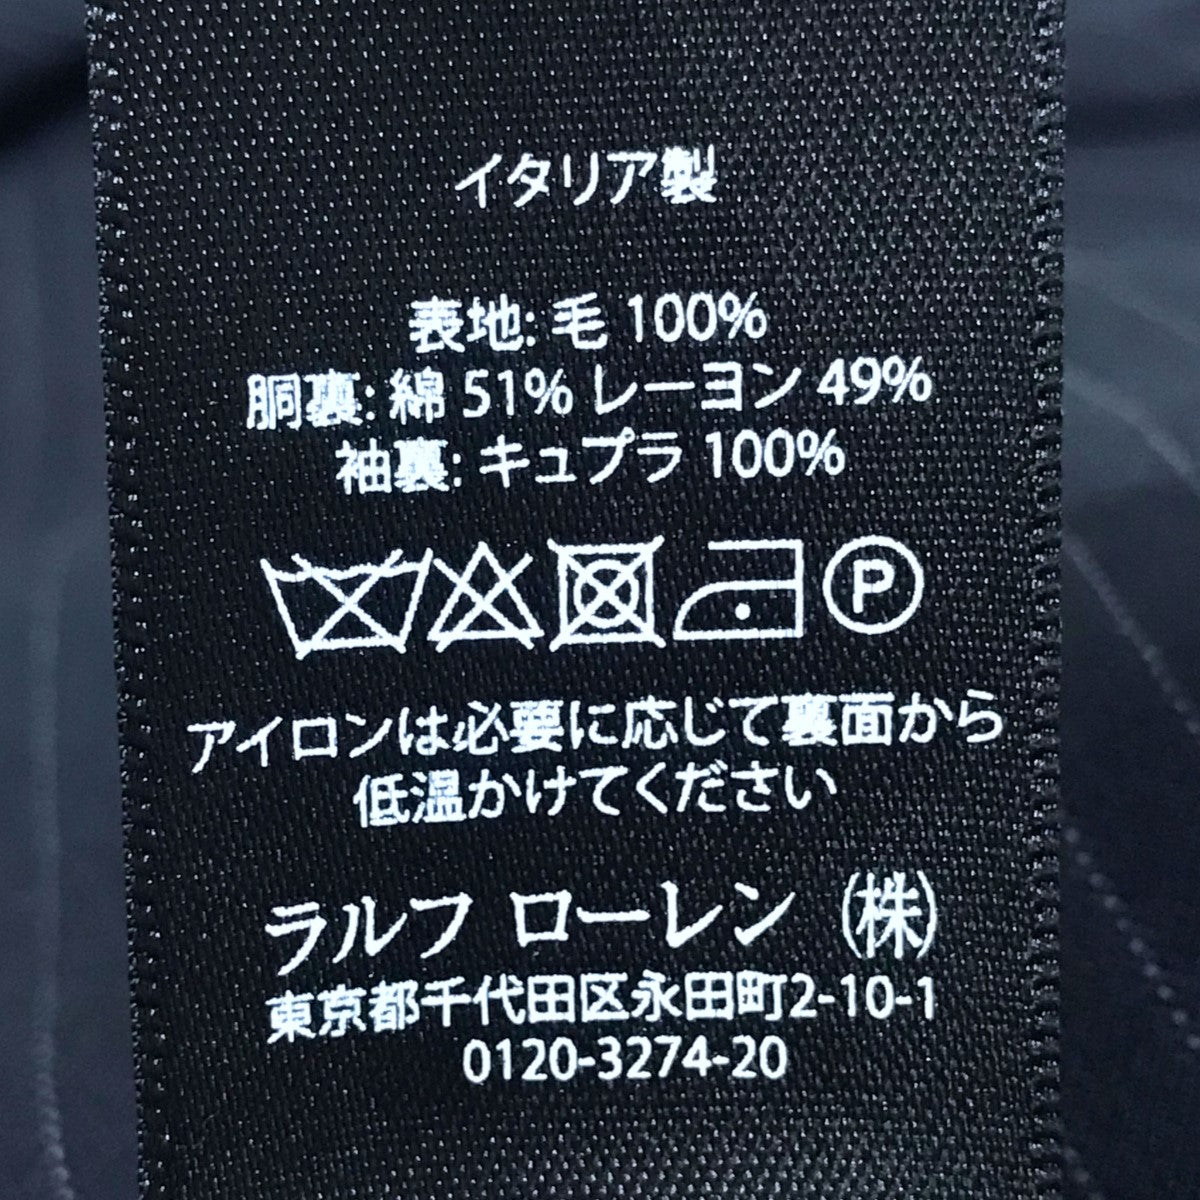 イタリア製
表地: 毛 100%
胴裏: 綿 51% レーヨン 49%
袖裏: キュプラ 100%
P
アイロンは必要に応じて裏面から
低温かけてください
ラルフ ローレン (株)
東京都千代田区永田町2-10-1
0120-3274-20